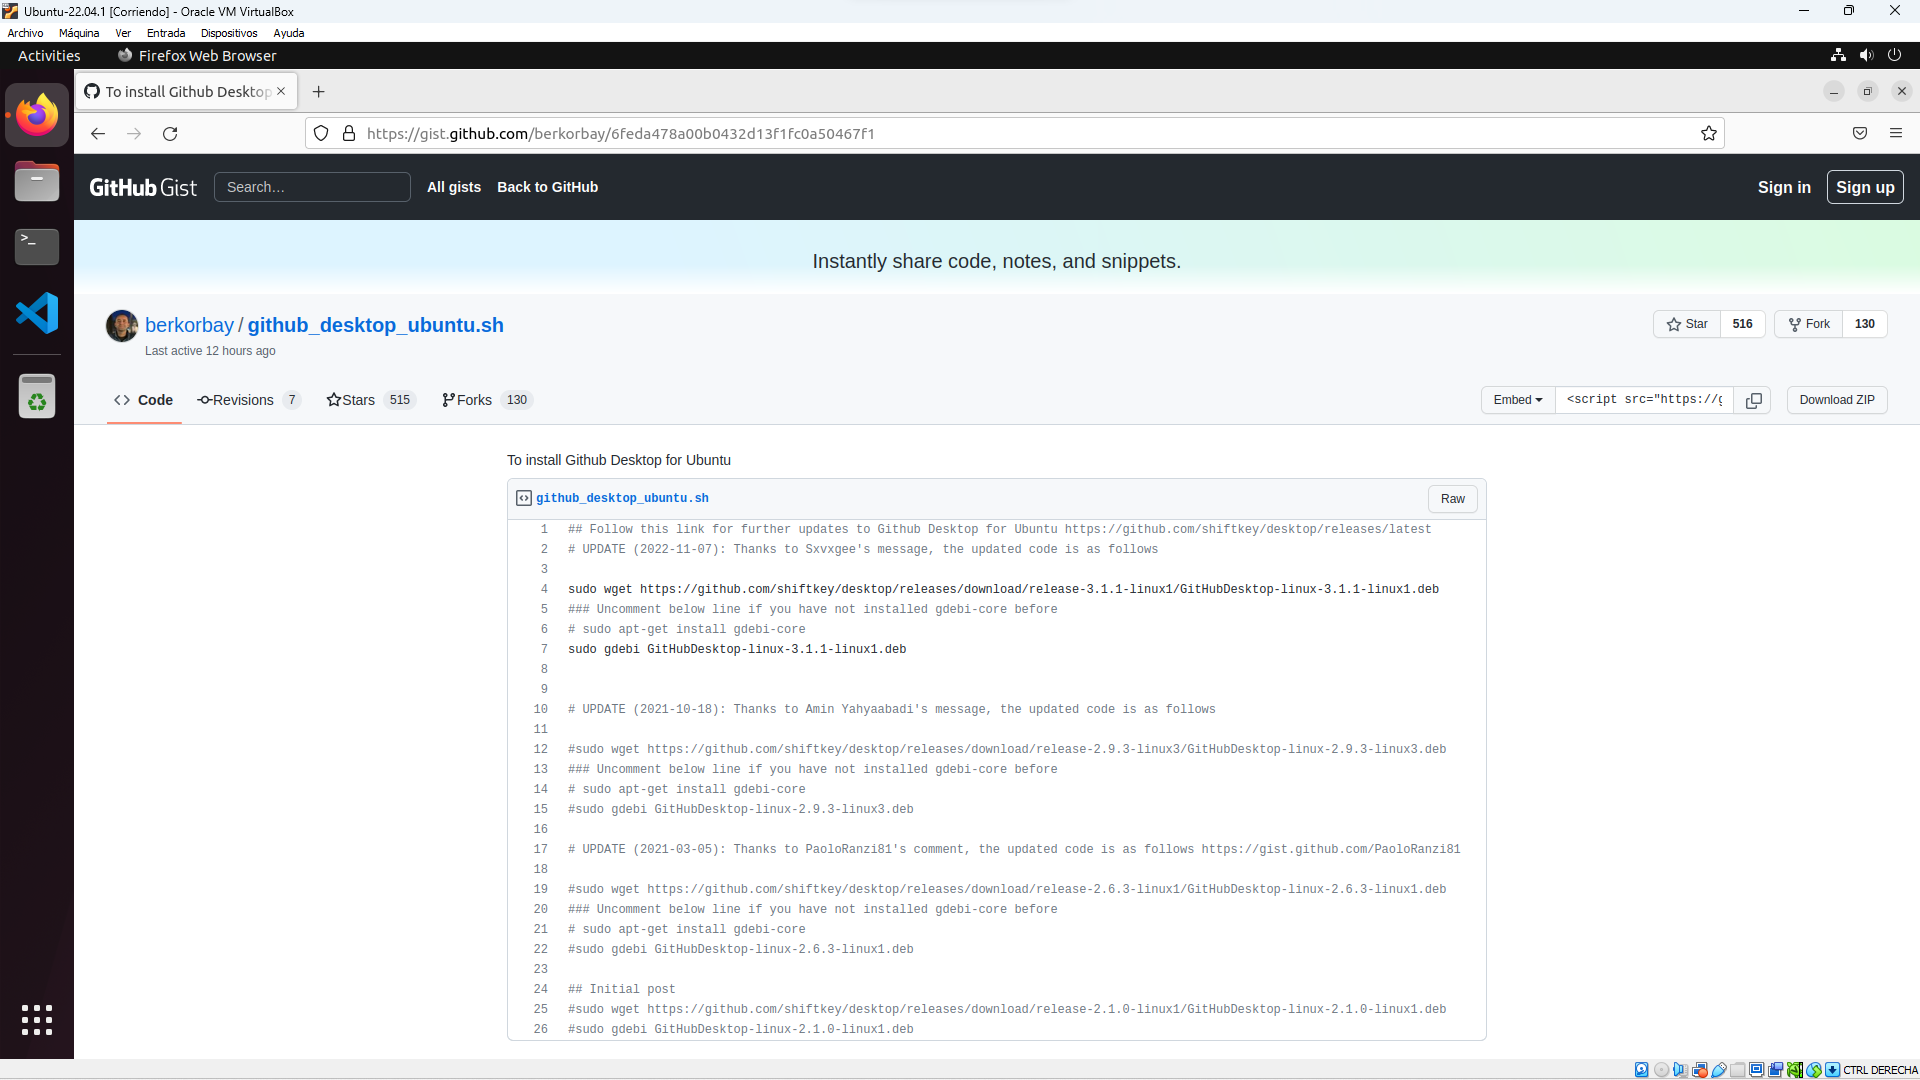 Ubuntu-22.04.1 [Corriendo] - Oracle VM VirtualBox
Archivo Máquina Ver Entrada Dispositivos Ayuda
Activities Firefox Web Browser
To install Github Desktop
https://gist.github.com/berkorbay/6feda478a00b0432d13f1fc0a50467f1
GitHub Gist Search… All gists Back to GitHub Sign in Sign up
Instantly share code, notes, and snippets.
berkorbay / github_desktop_ubuntu.sh
Star 516 Fork 130
Last active 12 hours ago
Code Revisions 7 Stars 515 Forks 130 Embed <script src="https://g Download ZIP
To install Github Desktop for Ubuntu
github_desktop_ubuntu.sh Raw
1 ## Follow this link for further updates to Github Desktop for Ubuntu https://github.com/shiftkey/desktop/releases/latest
2 # UPDATE (2022-11-07): Thanks to Sxvxgee's message, the updated code is as follows
3
4 sudo wget https://github.com/shiftkey/desktop/releases/download/release-3.1.1-linux1/GitHubDesktop-linux-3.1.1-linux1.deb
5 ### Uncomment below line if you have not installed gdebi-core before
6 # sudo apt-get install gdebi-core
7 sudo gdebi GitHubDesktop-linux-3.1.1-linux1.deb
8
9
10 # UPDATE (2021-10-18): Thanks to Amin Yahyaabadi's message, the updated code is as follows
11
12 #sudo wget https://github.com/shiftkey/desktop/releases/download/release-2.9.3-linux3/GitHubDesktop-linux-2.9.3-linux3.deb
13 ### Uncomment below line if you have not installed gdebi-core before
14 # sudo apt-get install gdebi-core
15 #sudo gdebi GitHubDesktop-linux-2.9.3-linux3.deb
16
17 # UPDATE (2021-03-05): Thanks to PaoloRanzi81's comment, the updated code is as follows https://gist.github.com/PaoloRanzi81
18
19 #sudo wget https://github.com/shiftkey/desktop/releases/download/release-2.6.3-linux1/GitHubDesktop-linux-2.6.3-linux1.deb
20 ### Uncomment below line if you have not installed gdebi-core before
21 # sudo apt-get install gdebi-core
22 #sudo gdebi GitHubDesktop-linux-2.6.3-linux1.deb
23
24 ## Initial post
25 #sudo wget https://github.com/shiftkey/desktop/releases/download/release-2.1.0-linux1/GitHubDesktop-linux-2.1.0-linux1.deb
26 #sudo gdebi GitHubDesktop-linux-2.1.0-linux1.deb
CTRL DERECHA